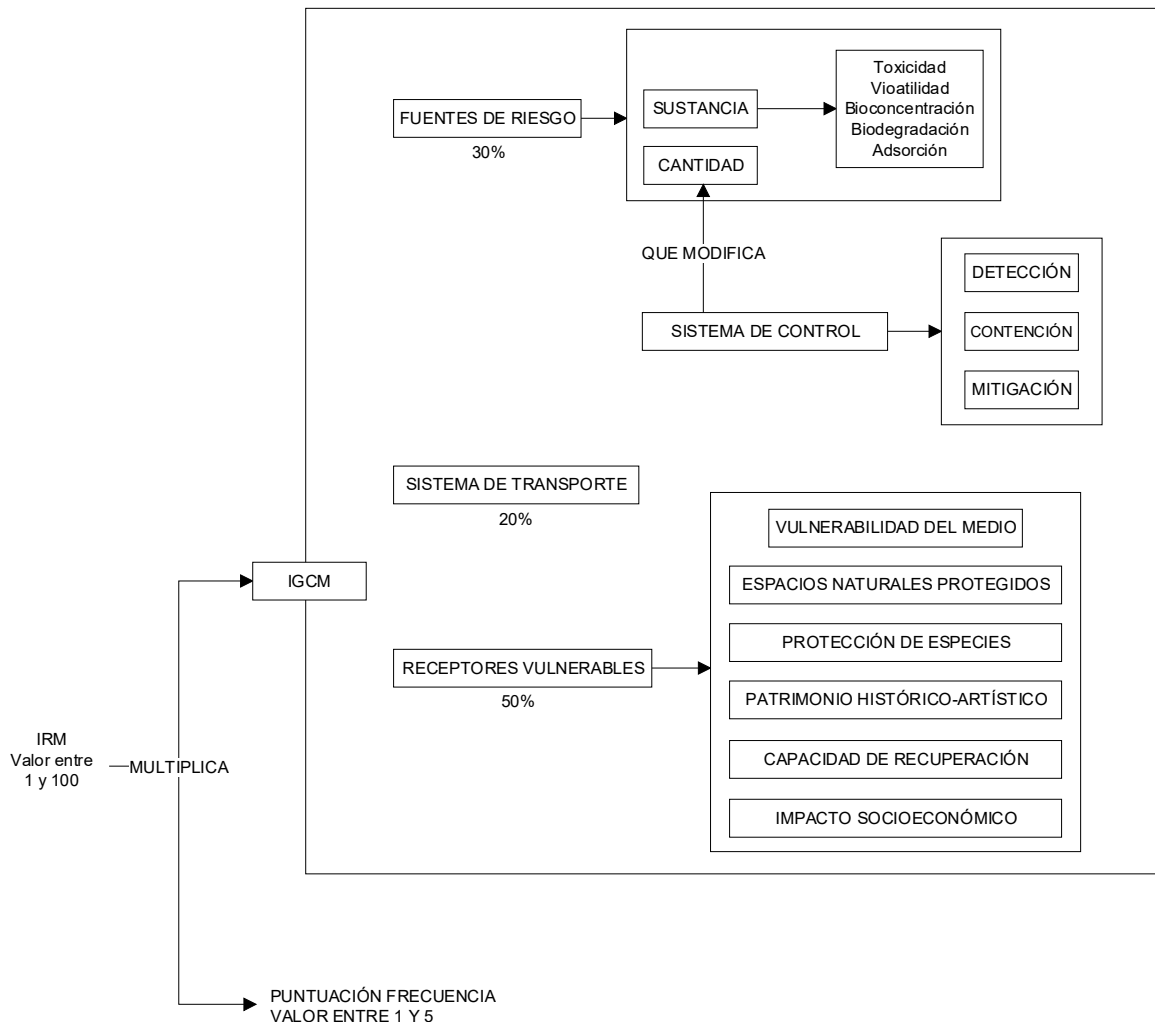 Toxicidad
Vioatilidad
Bioconcentración
Biodegradación
Adsorción
SUSTANCIA
FUENTES DE RIESGO
30%
CANTIDAD
QUE MODIFICA
DETECCIÓN
SISTEMA DE CONTROL
CONTENCIÓN
MITIGACIÓN
SISTEMA DE TRANSPORTE
20%
VULNERABILIDAD DEL MEDIO
IGCM
ESPACIOS NATURALES PROTEGIDOS
PROTECCIÓN DE ESPECIES
RECEPTORES VULNERABLES
50%
PATRIMONIO HISTÓRICO-ARTÍSTICO
CAPACIDAD DE RECUPERACIÓN
IMPACTO SOCIOECONÓMICO
IRM
Valor entre
1 y 100
MULTIPLICA
PUNTUACIÓN FRECUENCIA
VALOR ENTRE 1 Y 5